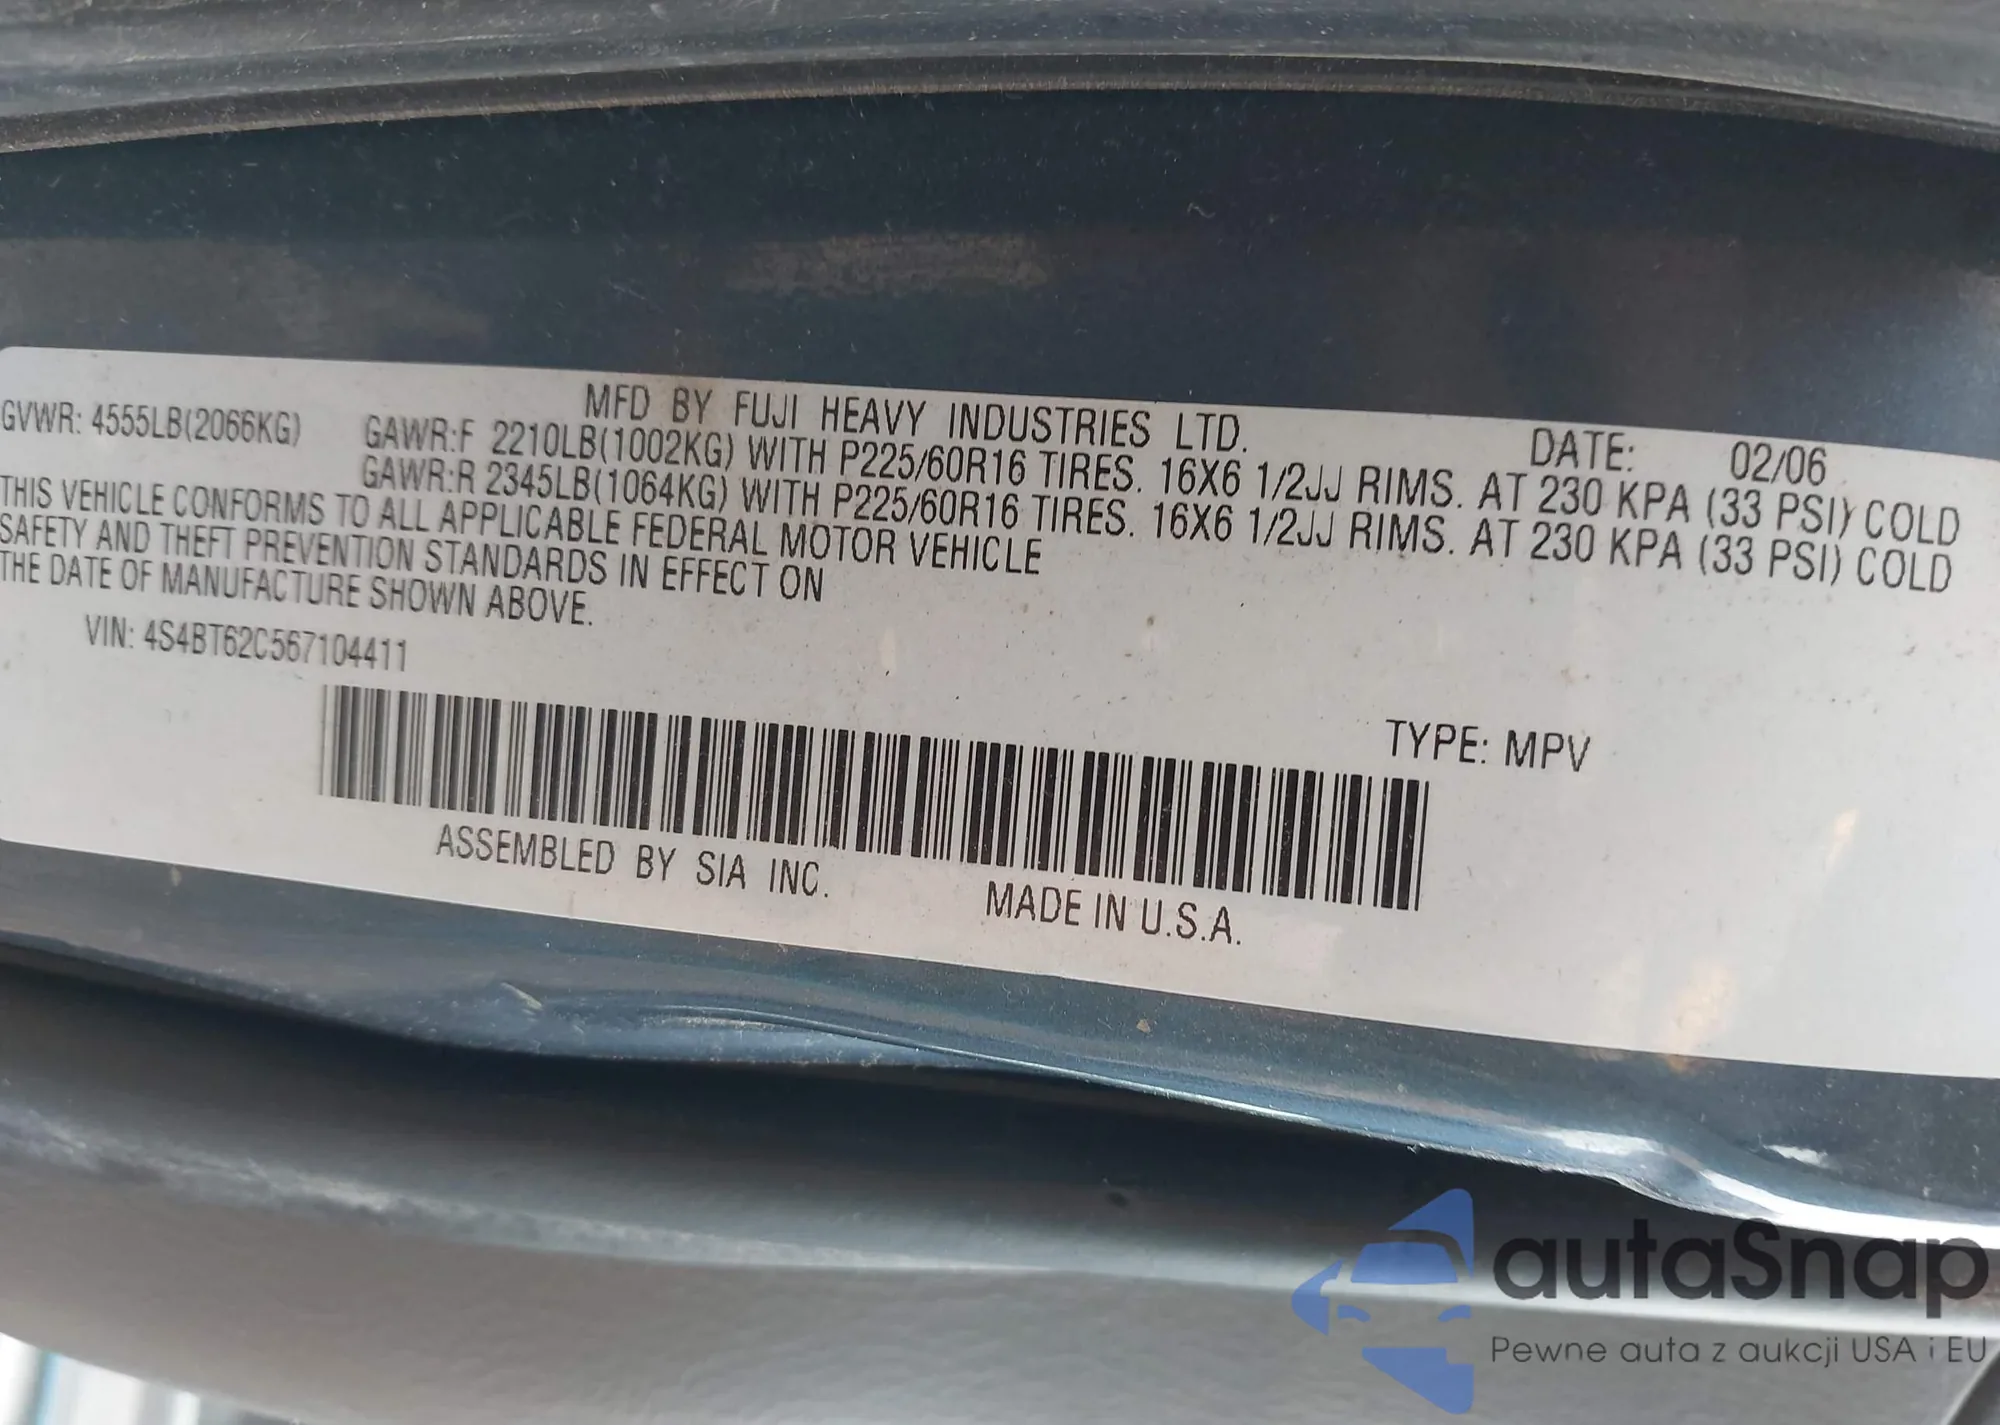 MFD BY FUJI HEAVY INDUSTRIES LTD. DATE: 02/06
GVWR: 4555LB(2066KG) GAWR:F 2210LB(1002KG) WITH P225/60R16 TIRES. 16X6 1/2JJ RIMS. AT 230 KPA (33 PSI) COLD
GAWR:R 2345LB(1064KG) WITH P225/60R16 TIRES. 16X6 1/2JJ RIMS. AT 230 KPA (33 PSI) COLD
THIS VEHICLE CONFORMS TO ALL APPLICABLE FEDERAL MOTOR VEHICLE
SAFETY AND THEFT PREVENTION STANDARDS IN EFFECT ON
THE DATE OF MANUFACTURE SHOWN ABOVE.
VIN: 4S4BT62C567104411
TYPE: MPV
ASSEMBLED BY SIA INC. MADE IN U.S.A.
autaSnap
Pewne auta z aukcji USA i EU